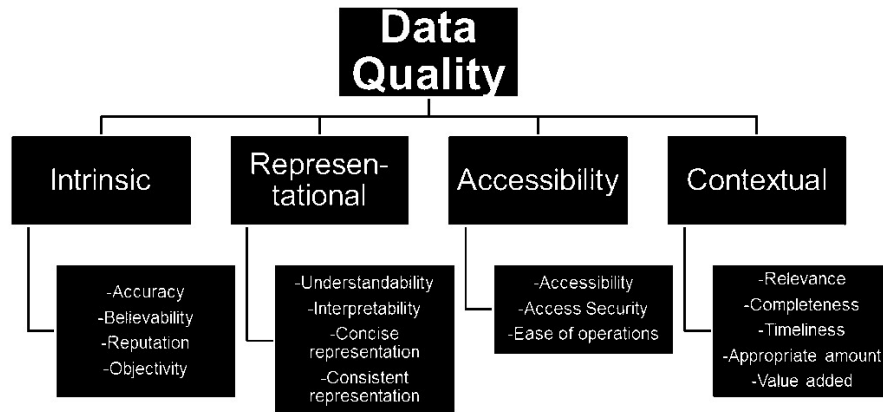 Data
Quality
Intrinsic
Represen-
tational
Accessibility
Contextual
-Accuracy
-Believability
-Reputation
-Objectivity
-Understandability
-Interpretability
-Concise
representation
-Consistent
representation
-Accessibility
-Access Security
-Ease of operations
-Relevance
-Completeness
-Timeliness
-Appropriate amount
-Value added